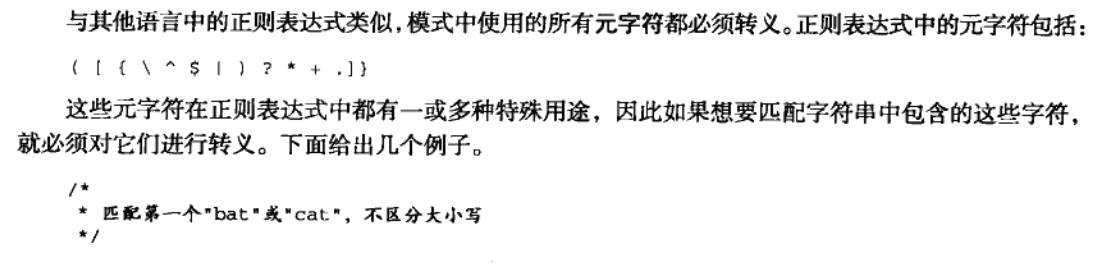 与其他语言中的正则表达式类似,模式中使用的所有元字符都必须转义。正则表达式中的元字符包括:
( [ { \ ^ $ | ) ? * + .]}
这些元字符在正则表达式中都有一或多种特殊用途，因此如果想要匹配字符串中包含的这些字符，
就必须对它们进行转义。下面给出几个例子。
/*
* 匹配第一个"bat"或"cat"，不区分大小写
*/